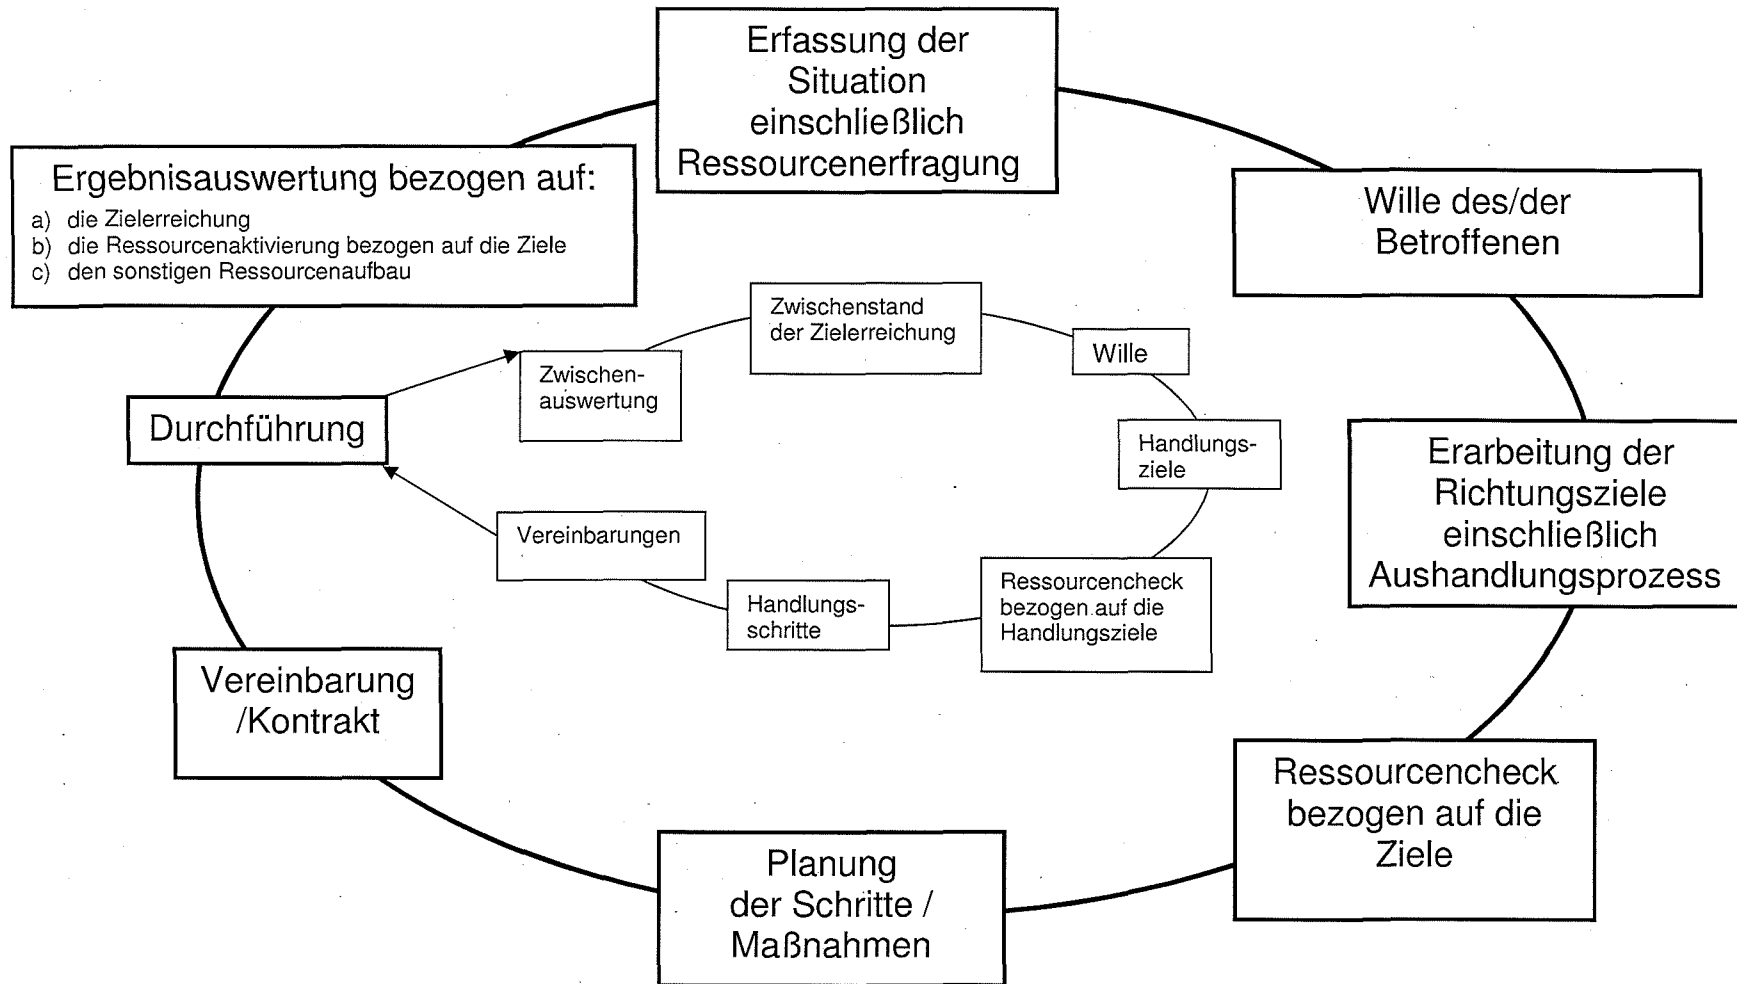 Erfassung der
Situation
einschließlich
Ressourcenerfragung
Wille des/der
Betroffenen
Erarbeitung der
Richtungsziele
einschließlich
Aushandlungsprozess
Ressourcencheck
bezogen auf die
Ziele
Planung
der Schritte /
Maßnahmen
Vereinbarung
/Kontrakt
Durchführung
Ergebnisauswertung bezogen auf:
a) die Zielerreichung
b) die Ressourcenaktivierung bezogen auf die Ziele
c) den sonstigen Ressourcenaufbau
Zwischen-
auswertung
Zwischenstand
der Zielerreichung
Wille
Handlungs-
ziele
Ressourcencheck
bezogen auf die
Handlungsziele
Handlungs-
schritte
Vereinbarungen